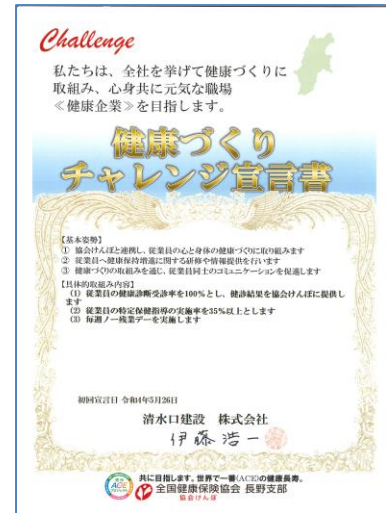 Challenge
私たちは、全社を挙げて健康づくりに
取組み、心身共に元気な職場
≪健康企業≫を目指します。
健康づくり
チャレンジ宣言書
【基本姿勢】
① 協会けんぽと連携し、従業員の心と身体の健康づくりに取り組みます
② 従業員へ健康保持増進に関する研修や情報提供を行います
③ 健康づくりの取組みを通じ、従業員同士のコミュニケーションを促進します
【具体的取組み内容】
(1) 従業員の健康診断受診率を100%とし、健診結果を協会けんぽに提供し
ます
(2) 従業員の特定保健指導の実施率を35%以上とします
(3) 毎週ノー残業デーを実施します
初回宣言日 令和4年5月26日
清水口建設 株式会社
伊藤浩一
ACE
共に目指します。世界で一番(ACE)の健康長寿。
全国健康保険協会 長野支部
協会けんぽ